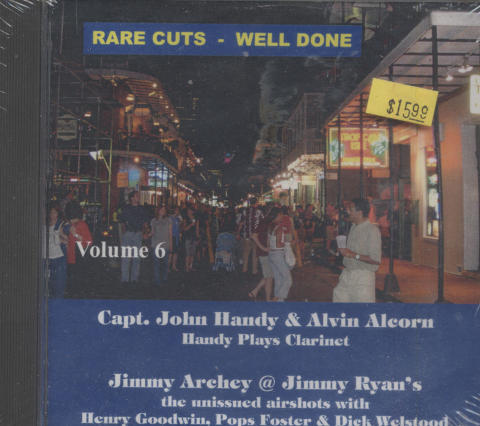 RARE CUTS - WELL DONE
$15.99
Volume 6
Capt. John Handy & Alvin Alcorn
Handy Plays Clarinet
Jimmy Archey @ Jimmy Ryan's
the unissued airshots with
Henry Goodwin, Pops Foster & Dick Welstood